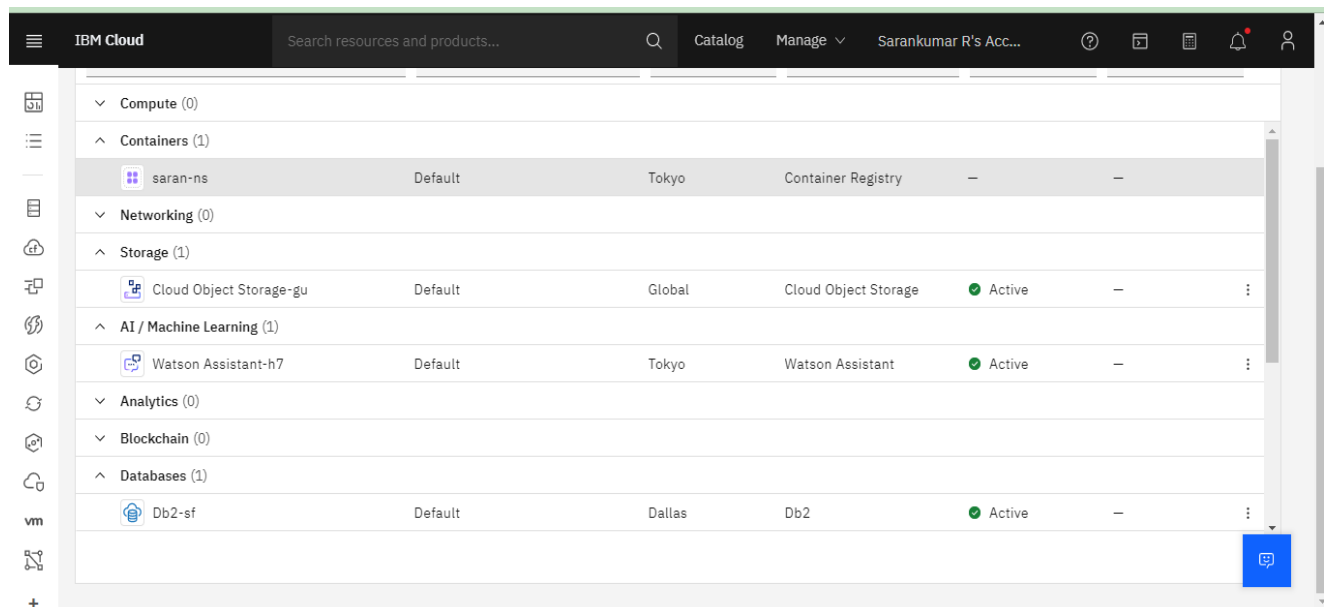 IBM Cloud Search resources and products... Catalog Manage Sarankumar R's Acc...
Compute (0)
Containers (1)
saran-ns Default Tokyo Container Registry — —
Networking (0)
Storage (1)
cf
Cloud Object Storage-gu Default Global Cloud Object Storage Active —
AI / Machine Learning (1)
Watson Assistant-h7 Default Tokyo Watson Assistant Active —
Analytics (0)
Blockchain (0)
Databases (1)
Db2-sf Default Dallas Db2 Active —
vm